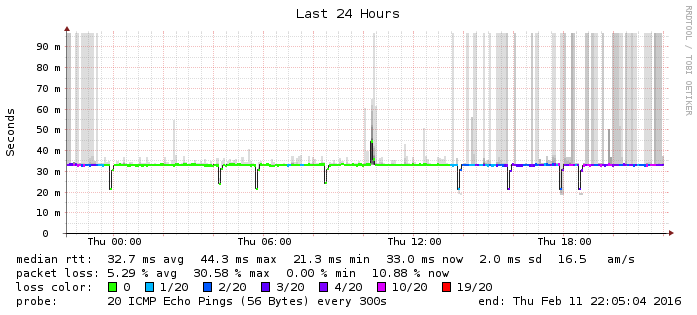 Last 24 Hours
RRDTOOL / TOBI OETIKER
Seconds
90 m
80 m
70 m
60 m
50 m
40 m
30 m
20 m
10 m
0
Thu 00:00 Thu 06:00 Thu 12:00 Thu 18:00
median rtt: 32.7 ms avg 44.3 ms max 21.3 ms min 33.0 ms now 2.0 ms sd 16.5 am/s
packet loss: 5.29 % avg 30.58 % max 0.00 % min 10.88 % now
loss color: 0 1/20 2/20 3/20 4/20 10/20 19/20
probe: 20 ICMP Echo Pings (56 Bytes) every 300s end: Thu Feb 11 22:05:04 2016